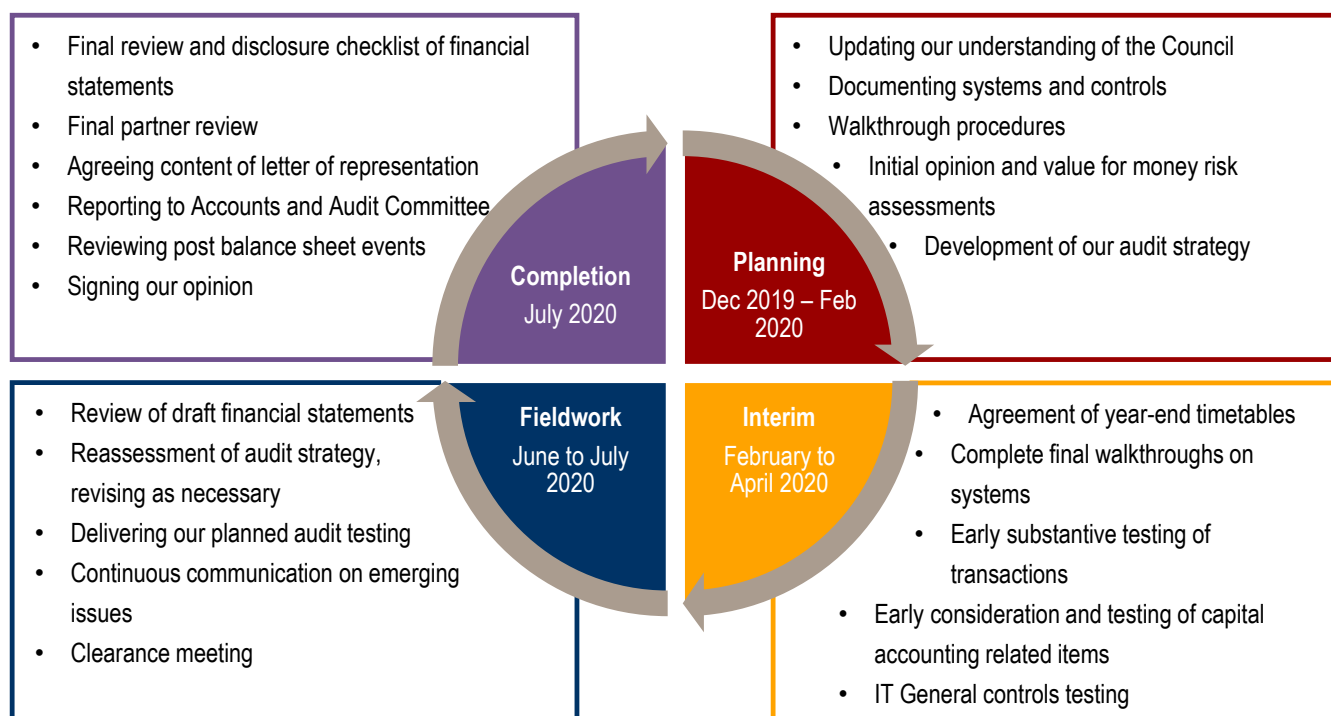 • Final review and disclosure checklist of financial
statements
• Final partner review
• Agreeing content of letter of representation
• Reporting to Accounts and Audit Committee
• Reviewing post balance sheet events
• Signing our opinion
Completion
July 2020
• Updating our understanding of the Council
• Documenting systems and controls
• Walkthrough procedures
• Initial opinion and value for money risk
assessments
• Development of our audit strategy
Planning
Dec 2019 – Feb
2020
• Review of draft financial statements
• Reassessment of audit strategy,
revising as necessary
• Delivering our planned audit testing
• Continuous communication on emerging
issues
• Clearance meeting
Fieldwork
June to July
2020
Interim
February to
April 2020
• Agreement of year-end timetables
• Complete final walkthroughs on
systems
• Early substantive testing of
transactions
• Early consideration and testing of capital
accounting related items
• IT General controls testing